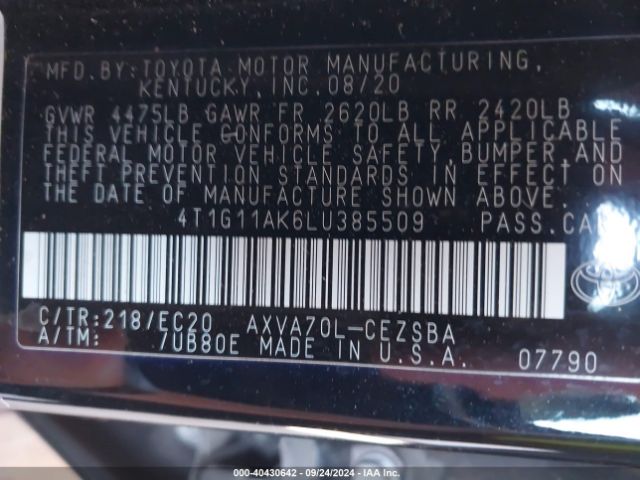 MFD. BY: TOYOTA MOTOR MANUFACTURING,
KENTUCKY, INC. 08/20
GVWR 4475LB GAWR FR 2620LB RR 2420LB
THIS VEHICLE CONFORMS TO ALL APPLICABLE
FEDERAL MOTOR VEHICLE SAFETY, BUMPER, AND
THEFT PREVENTION STANDARDS IN EFFECT ON
THE DATE OF MANUFACTURE SHOWN ABOVE.
4T1G11AK6LU385509 PASS. CAR
C/TR: 218/EC20 AXVA70L-CEZSBA
A/TM: /UB80E MADE IN U.S.A. 07790
000-40430642 - 09/24/2024 - IAA Inc.